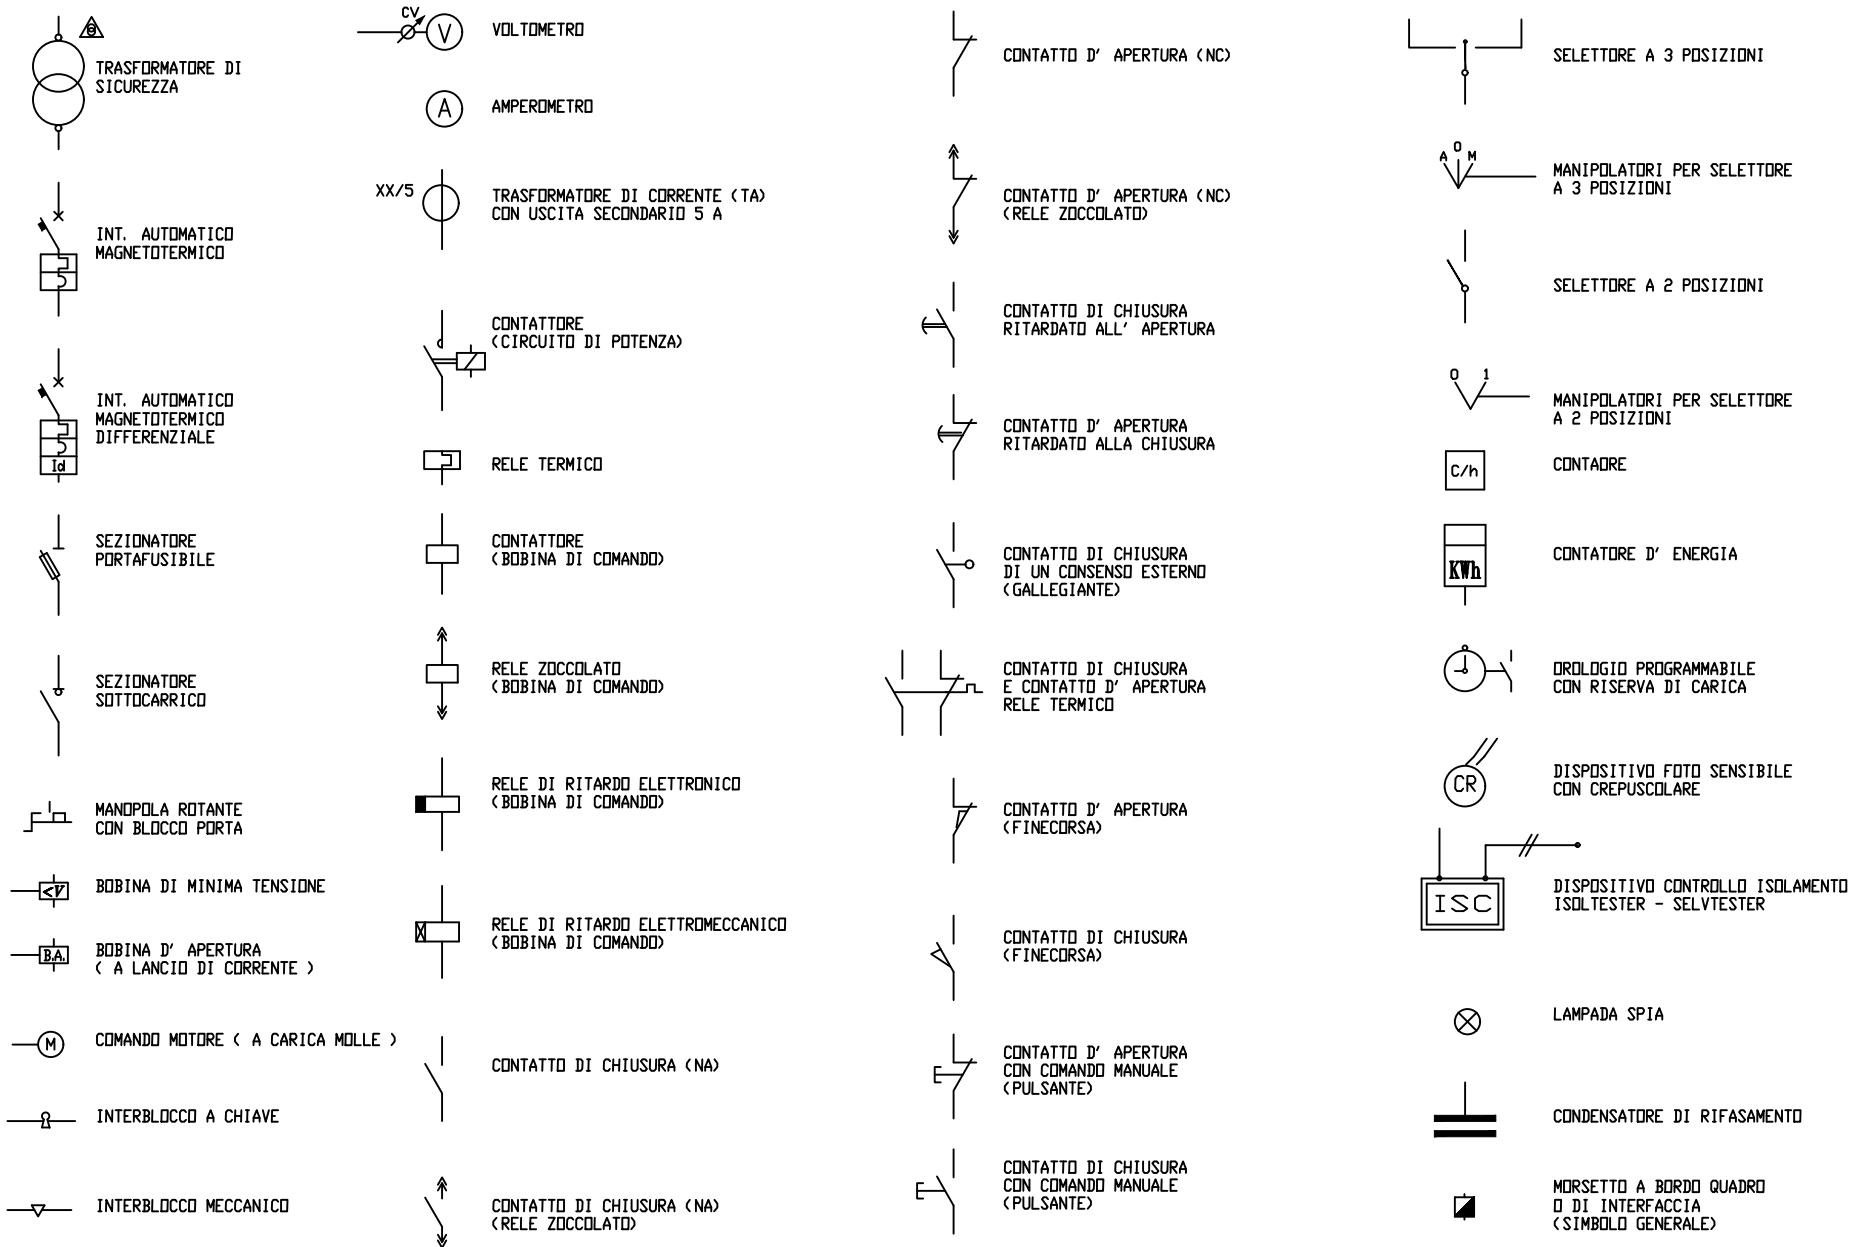 TRASFORMATORE DI
SICUREZZA
INT. AUTOMATICO
MAGNETOTERMICO
INT. AUTOMATICO
MAGNETOTERMICO
DIFFERENZIALE
Id
SEZIONATORE
PORTAFUSIBILE
SEZIONATORE
SOTTOCARRICO
MANOPOLA ROTANTE
CON BLOCCO PORTA
<V
BOBINA DI MINIMA TENSIONE
B.A.
BOBINA D' APERTURA
( A LANCIO DI CORRENTE )
M
COMANDO MOTORE ( A CARICA MOLLE )
INTERBLOCCO A CHIAVE
INTERBLOCCO MECCANICO
CV
V
VOLTOMETRO
A
AMPEROMETRO
XX/5
TRASFORMATORE DI CORRENTE (TA)
CON USCITA SECONDARIO 5 A
CONTATTORE
(CIRCUITO DI POTENZA)
RELE TERMICO
CONTATTORE
(BOBINA DI COMANDO)
RELE ZOCCOLATO
(BOBINA DI COMANDO)
RELE DI RITARDO ELETTRONICO
(BOBINA DI COMANDO)
RELE DI RITARDO ELETTROMECCANICO
(BOBINA DI COMANDO)
CONTATTO DI CHIUSURA (NA)
CONTATTO DI CHIUSURA (NA)
(RELE ZOCCOLATO)
CONTATTO D' APERTURA (NC)
CONTATTO D' APERTURA (NC)
(RELE ZOCCOLATO)
CONTATTO DI CHIUSURA
RITARDATO ALL' APERTURA
CONTATTO D' APERTURA
RITARDATO ALLA CHIUSURA
CONTATTO DI CHIUSURA
DI UN CONSENSO ESTERNO
(GALLEGIANTE)
CONTATTO DI CHIUSURA
E CONTATTO D' APERTURA
RELE TERMICO
CONTATTO D' APERTURA
(FINECORSA)
CONTATTO DI CHIUSURA
(FINECORSA)
CONTATTO D' APERTURA
CON COMANDO MANUALE
(PULSANTE)
CONTATTO DI CHIUSURA
CON COMANDO MANUALE
(PULSANTE)
SELETTORE A 3 POSIZIONI
A 0 M
MANIPOLATORI PER SELETTORE
A 3 POSIZIONI
SELETTORE A 2 POSIZIONI
0 1
MANIPOLATORI PER SELETTORE
A 2 POSIZIONI
C/h
CONTAORE
KWh
CONTATORE D' ENERGIA
OROLOGIO PROGRAMMABILE
CON RISERVA DI CARICA
CR
DISPOSITIVO FOTO SENSIBILE
CON CREPUSCOLARE
ISC
DISPOSITIVO CONTROLLO ISOLAMENTO
ISOLTESTER - SELVTESTER
LAMPADA SPIA
CONDENSATORE DI RIFASAMENTO
MORSETTO A BORDO QUADRO
O DI INTERFACCIA
(SIMBOLO GENERALE)